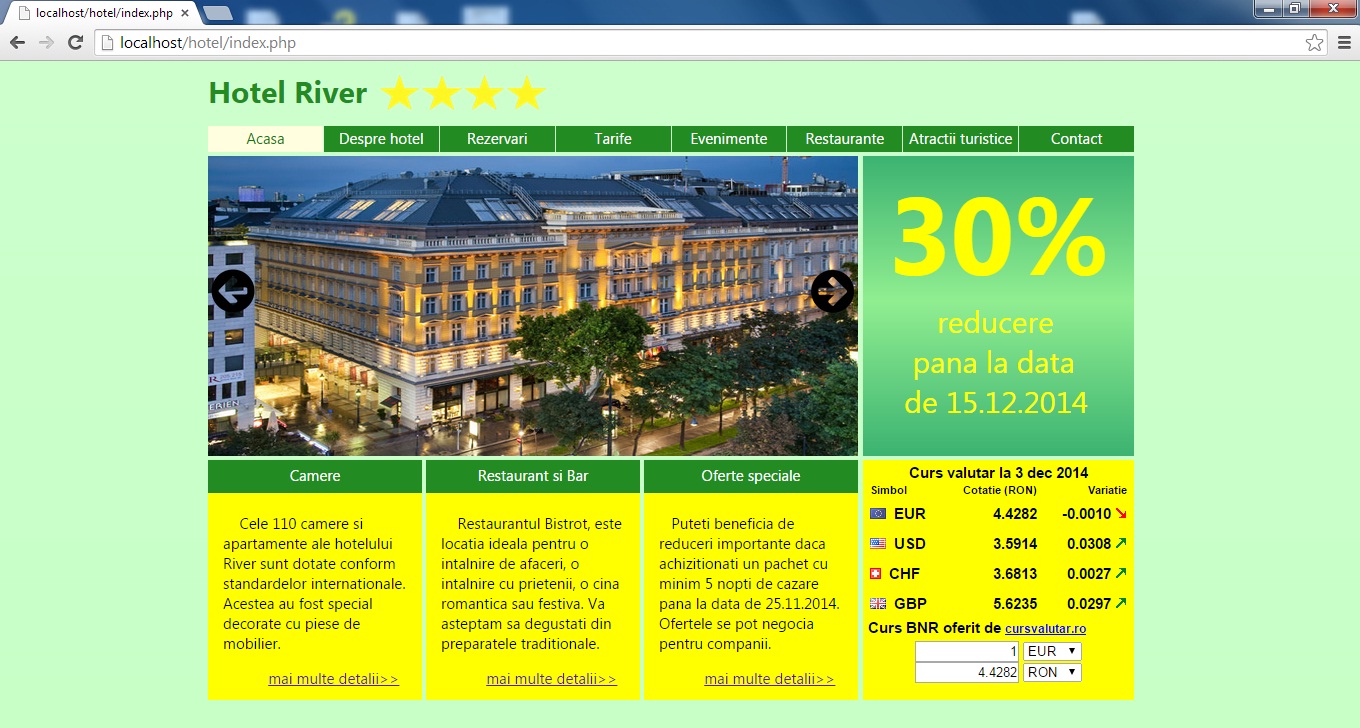 localhost/hotel/index.php
localhost/hotel/index.php
Hotel River
Acasa Despre hotel Rezervari Tarife Evenimente Restaurante Atractii turistice Contact
30%
reducere
pana la data
de 15.12.2014
Camere
Cele 110 camere si
apartamente ale hotelului
River sunt dotate conform
standardelor internationale.
Acestea au fost special
decorate cu piese de
mobilier.
mai multe detalii>>
Restaurant si Bar
Restaurantul Bistrot, este
locatia ideala pentru o
intalnire de afaceri, o
intalnire cu prietenii, o cina
romantica sau festiva. Va
asteptam sa degustati din
preparatele traditionale.
mai multe detalii>>
Oferte speciale
Puteti beneficia de
reduceri importante daca
achizitionati un pachet cu
minim 5 nopti de cazare
pana la data de 25.11.2014.
Ofertele se pot negocia
pentru companii.
mai multe detalii>>
Curs valutar la 3 dec 2014
Simbol Cotatie (RON) Variatie
EUR 4.4282 -0.0010
USD 3.5914 0.0308
CHF 3.6813 0.0027
GBP 5.6235 0.0297
Curs BNR oferit de cursvalutar.ro
1 EUR
4.4282 RON